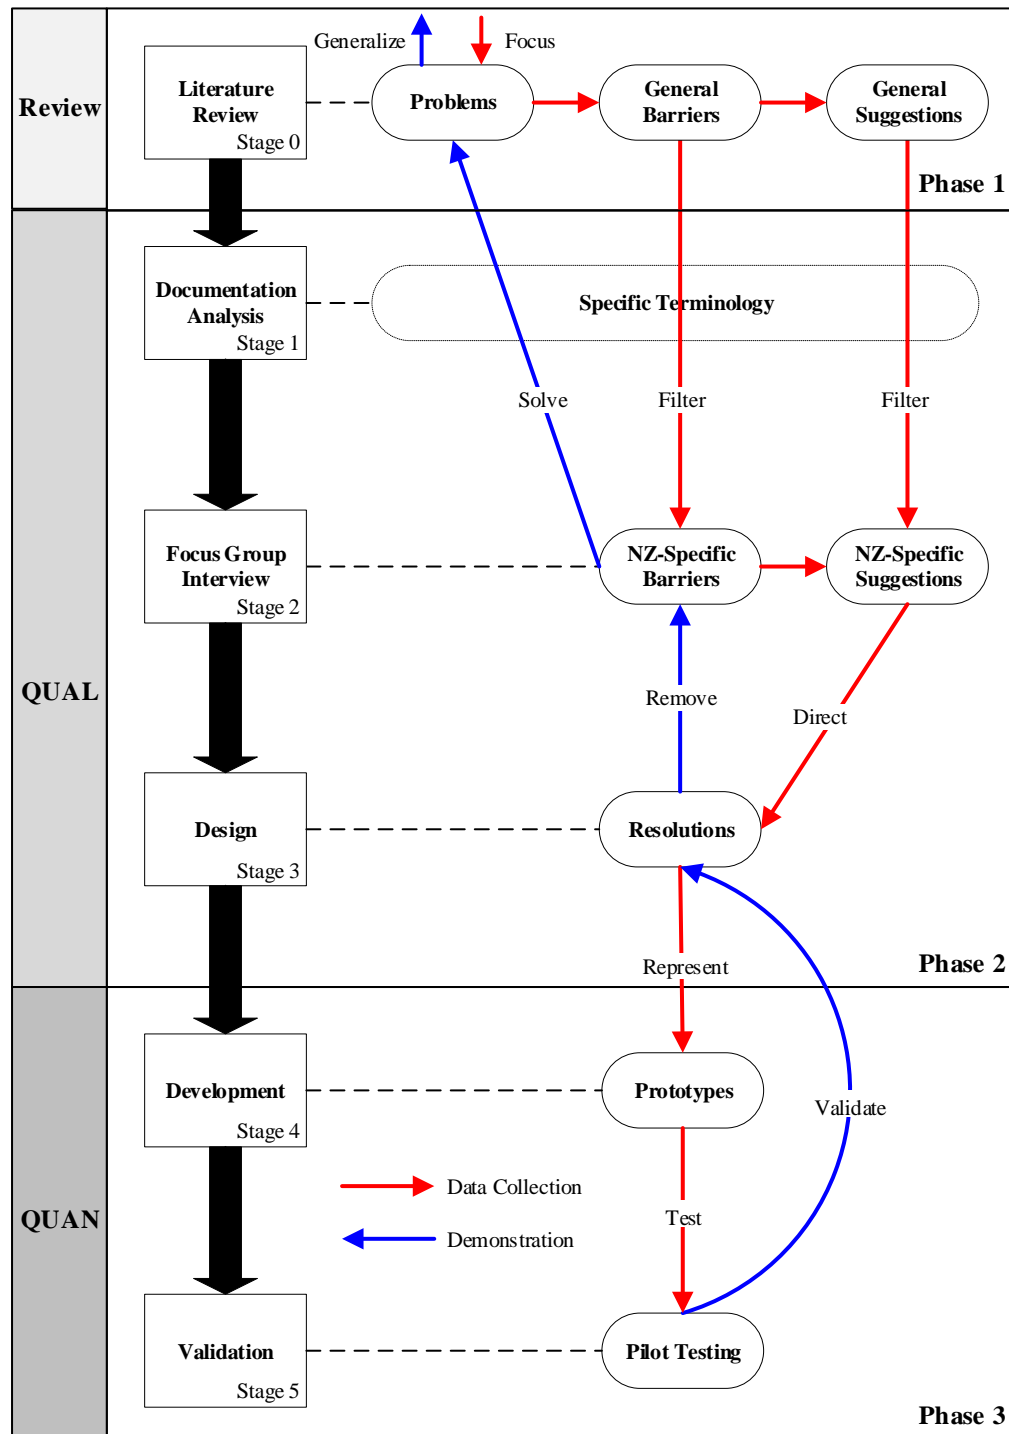 Generalize
Focus
Review
Literature
Review
Stage 0
Problems
General
Barriers
General
Suggestions
Phase 1
QUAL
Documentation
Analysis
Stage 1
Specific Terminology
Solve
Filter
Filter
Focus Group
Interview
Stage 2
NZ-Specific
Barriers
NZ-Specific
Suggestions
Remove
Direct
Design
Stage 3
Resolutions
Represent
Phase 2
QUAN
Development
Stage 4
Prototypes
Validate
Data Collection
Test
Demonstration
Validation
Stage 5
Pilot Testing
Phase 3